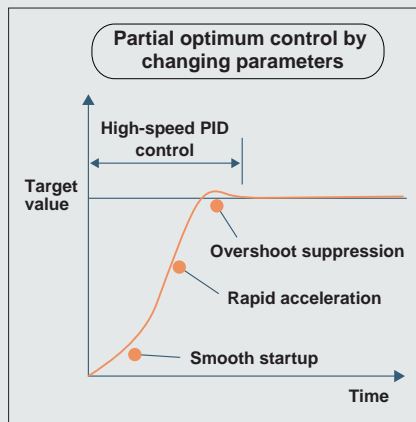 Partial optimum control by
changing parameters
High-speed PID
control
Target
value
Overshoot suppression
Rapid acceleration
Smooth startup
Time